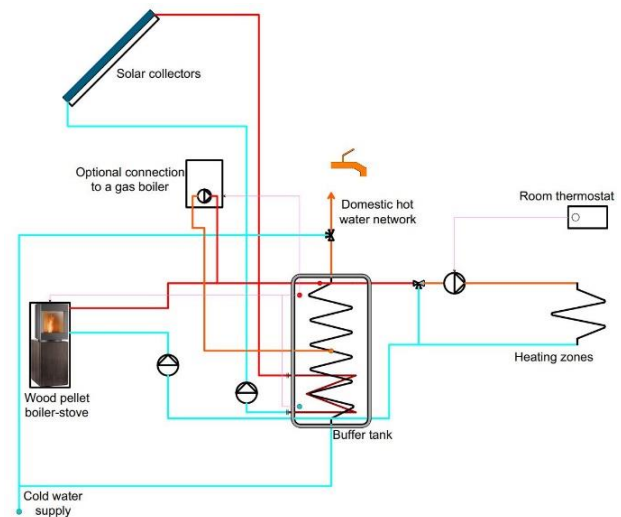 Solar collectors
Optional connection
to a gas boiler
Domestic hot
water network
Room thermostat
Heating zones
Wood pellet
boiler-stove
Buffer tank
Cold water
supply